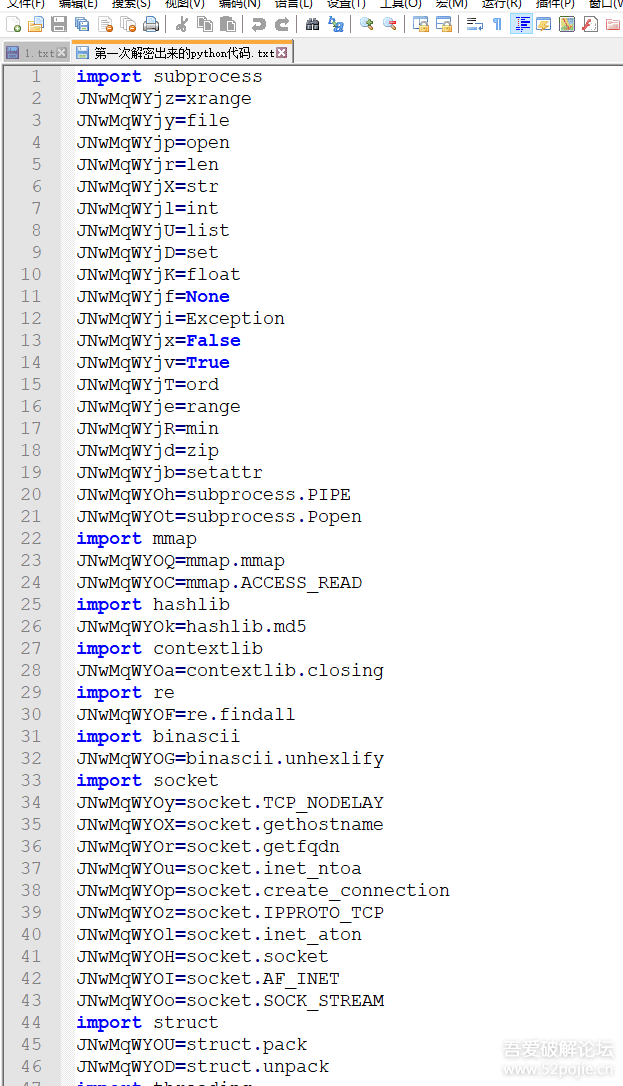 文件(F) 编辑(E) 搜索(S) 视图(V) 编码(N) 语言(L) 设置(T) 工具(O) 宏(M) 运行(R) 插件(P) 窗口(W
1.txt 第一次解密出来的python代码.txt
1 import subprocess
2 JNwMqWYjz=xrange
3 JNwMqWYjy=file
4 JNwMqWYjp=open
5 JNwMqWYjr=len
6 JNwMqWYjX=str
7 JNwMqWYjl=int
8 JNwMqWYjU=list
9 JNwMqWYjD=set
10 JNwMqWYjK=float
11 JNwMqWYjf=None
12 JNwMqWYji=Exception
13 JNwMqWYjx=False
14 JNwMqWYjv=True
15 JNwMqWYjT=ord
16 JNwMqWYje=range
17 JNwMqWYjR=min
18 JNwMqWYjd=zip
19 JNwMqWYjb=setattr
20 JNwMqWYOh=subprocess.PIPE
21 JNwMqWYOt=subprocess.Popen
22 import mmap
23 JNwMqWYOQ=mmap.mmap
24 JNwMqWYOC=mmap.ACCESS_READ
25 import hashlib
26 JNwMqWYOk=hashlib.md5
27 import contextlib
28 JNwMqWYOa=contextlib.closing
29 import re
30 JNwMqWYOF=re.findall
31 import binascii
32 JNwMqWYOG=binascii.unhexlify
33 import socket
34 JNwMqWYOy=socket.TCP_NODELAY
35 JNwMqWYOX=socket.gethostname
36 JNwMqWYOr=socket.getfqdn
37 JNwMqWYOu=socket.inet_ntoa
38 JNwMqWYOp=socket.create_connection
39 JNwMqWYOz=socket.IPPROTO_TCP
40 JNwMqWYOl=socket.inet_aton
41 JNwMqWYOH=socket.socket
42 JNwMqWYOI=socket.AF_INET
43 JNwMqWYOo=socket.SOCK_STREAM
44 import struct
45 JNwMqWYOU=struct.pack
46 JNwMqWYOD=struct.unpack
47 import threading
吾爱破解论坛
www.52pojie.cn